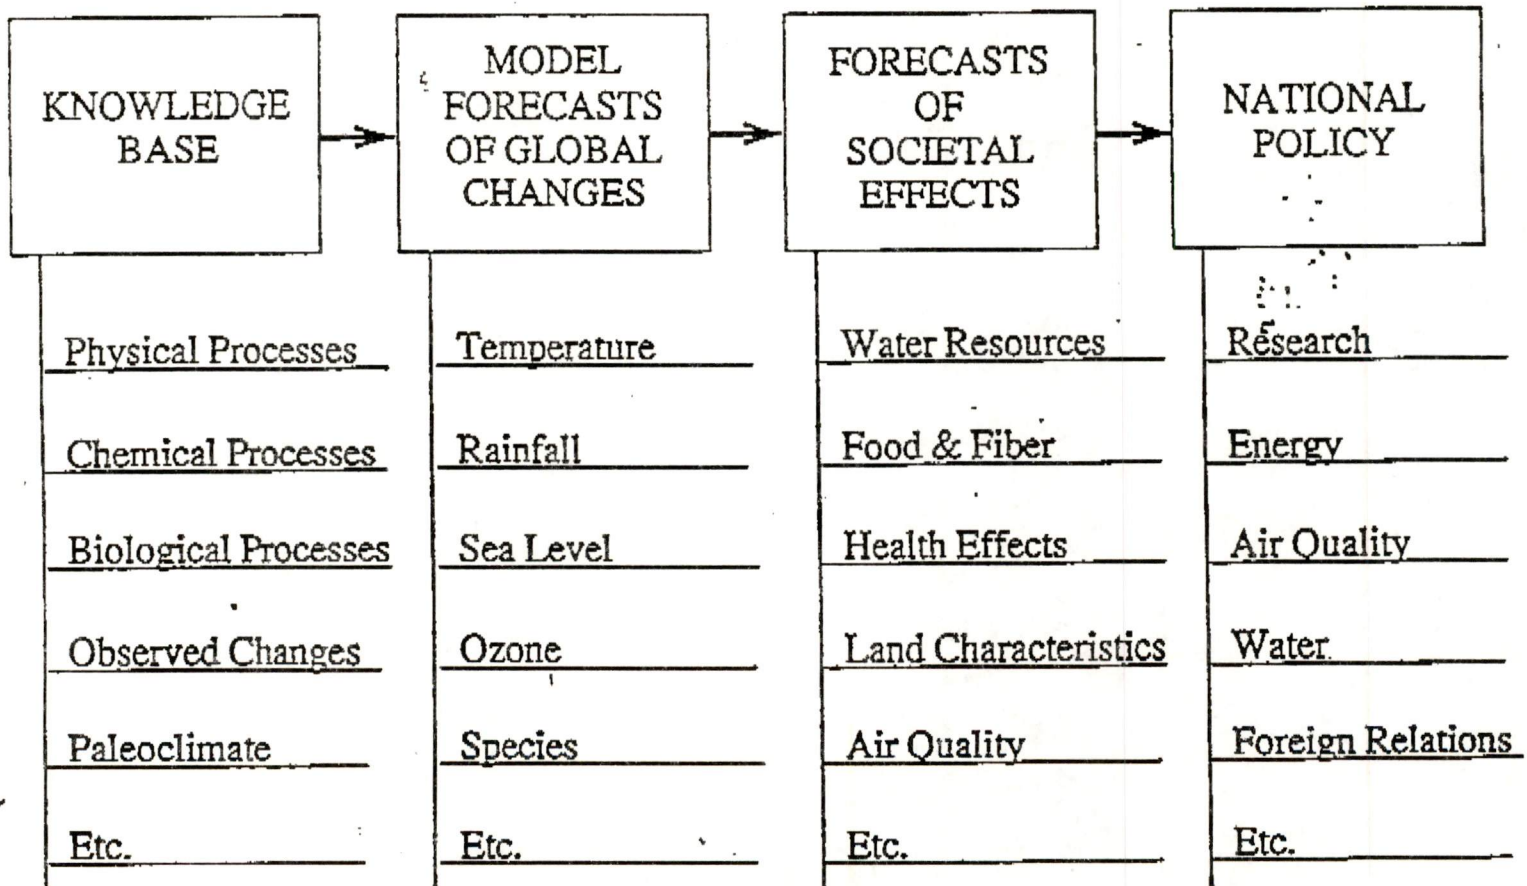 KNOWLEDGE
BASE
MODEL
FORECASTS
OF GLOBAL
CHANGES
FORECASTS
OF
SOCIETAL
EFFECTS
NATIONAL
POLICY
Physical Processes
Chemical Processes
Biological Processes
Observed Changes
Paleoclimate
Etc.
Temperature
Rainfall
Sea Level
Ozone
Species
Etc.
Water Resources
Food & Fiber
Health Effects
Land Characteristics
Air Quality
Etc.
Research
Energy
Air Quality
Water
Foreign Relations
Etc.